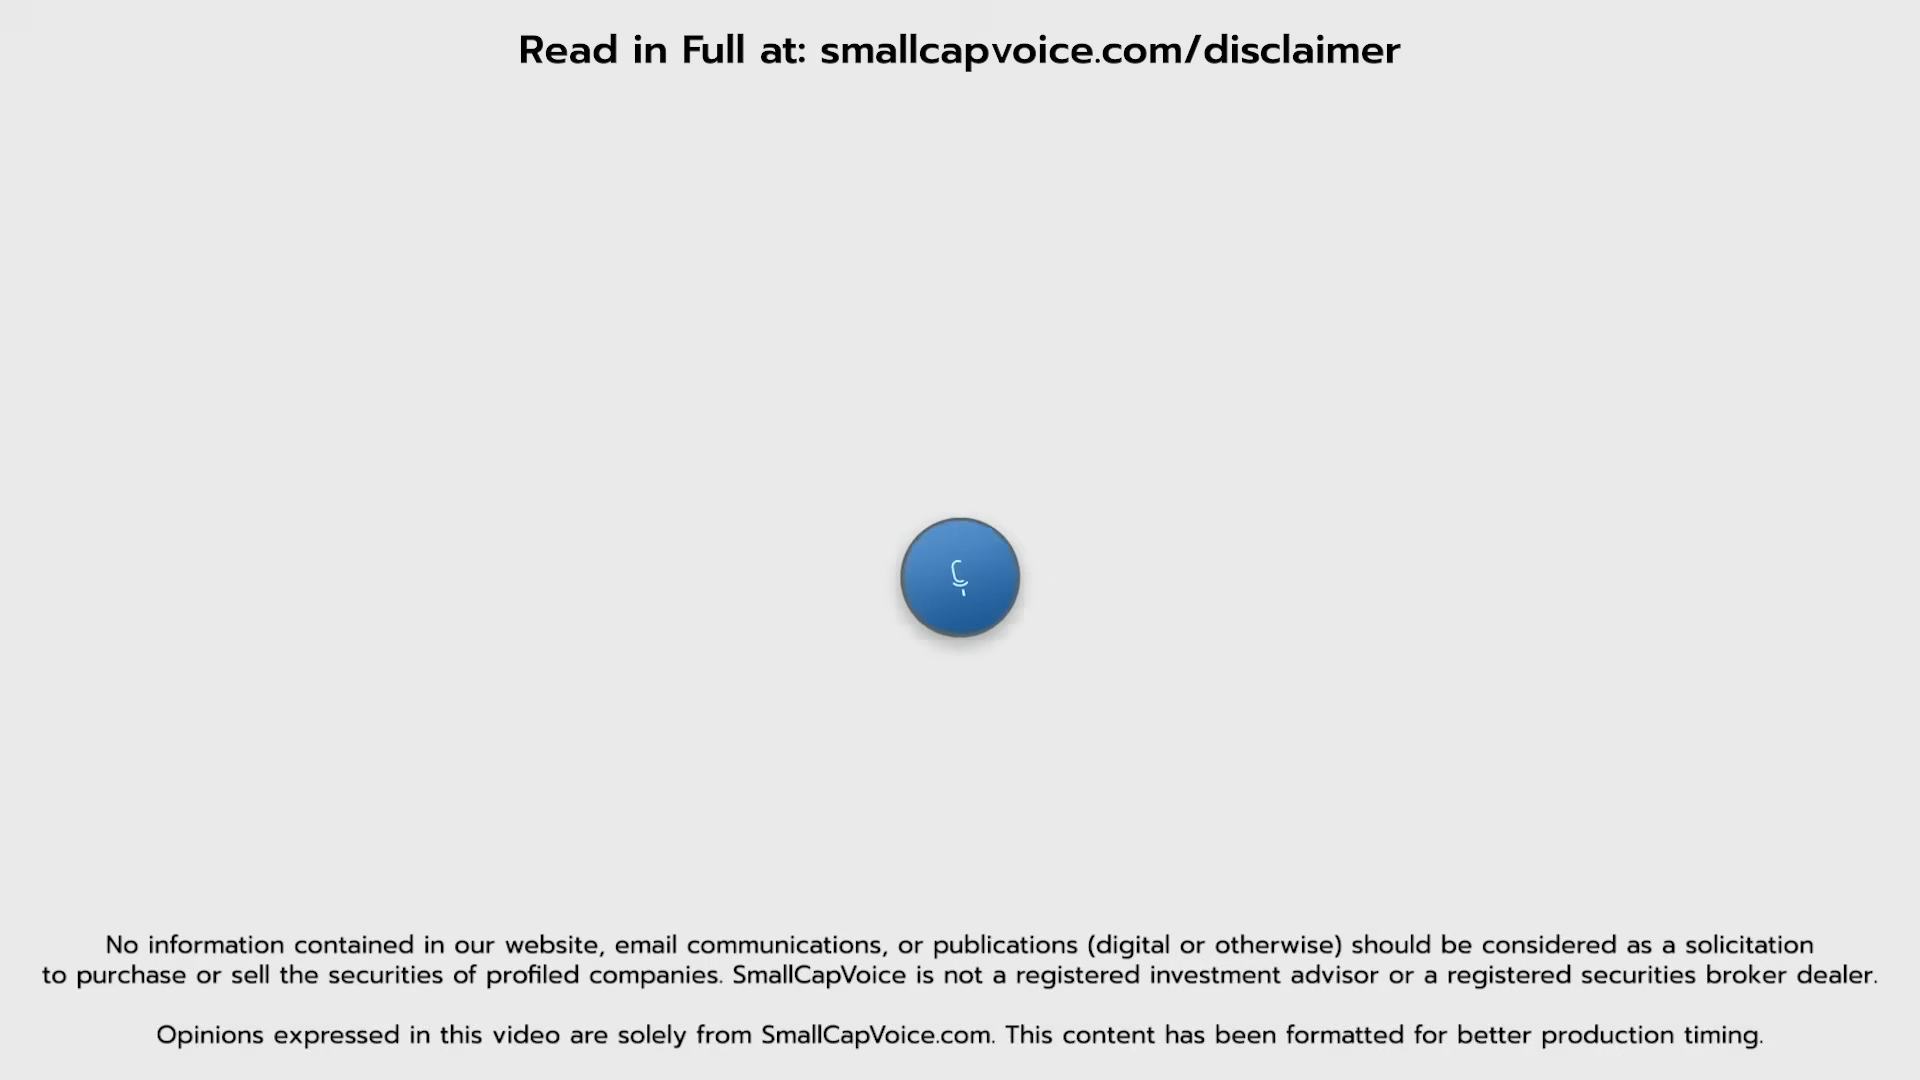 Read in Full at: smallcapvoice.com/disclaimer
No information contained in our website, email communications, or publications (digital or otherwise) should be considered as a solicitation
to purchase or sell the securities of profiled companies. SmallCapVoice is not a registered investment advisor or a registered securities broker dealer.
Opinions expressed in this video are solely from SmallCapVoice.com. This content has been formatted for better production timing.